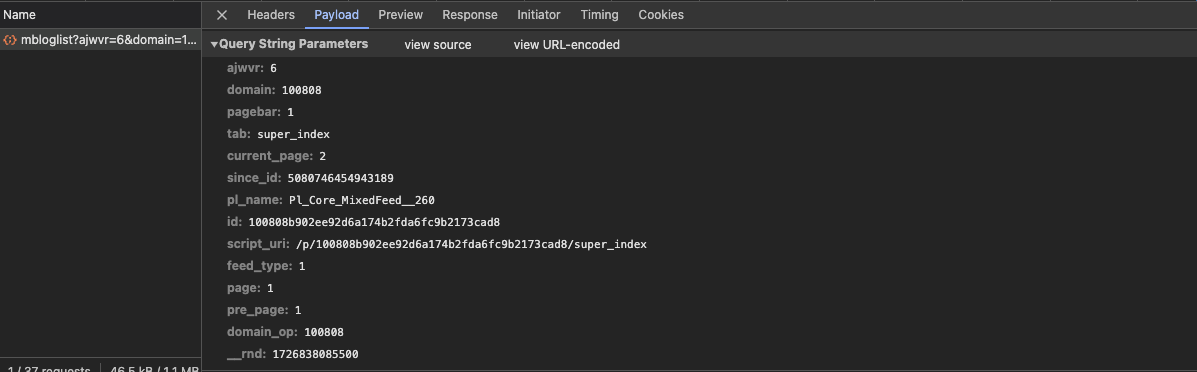 Name
Headers Payload Preview Response Initiator Timing Cookies
mbloglist?ajwvr=6&domain=1...
Query String Parameters view source view URL-encoded
ajwvr: 6
domain: 100808
pagebar: 1
tab: super_index
current_page: 2
since_id: 5080746454943189
pl_name: Pl_Core_MixedFeed__260
id: 100808b902ee92d6a174b2fda6fc9b2173cad8
script_uri: /p/100808b902ee92d6a174b2fda6fc9b2173cad8/super_index
feed_type: 1
page: 1
pre_page: 1
domain_op: 100808
__rnd: 1726838085500
1 / 37 requests 46.5 kB / 1.1 MB